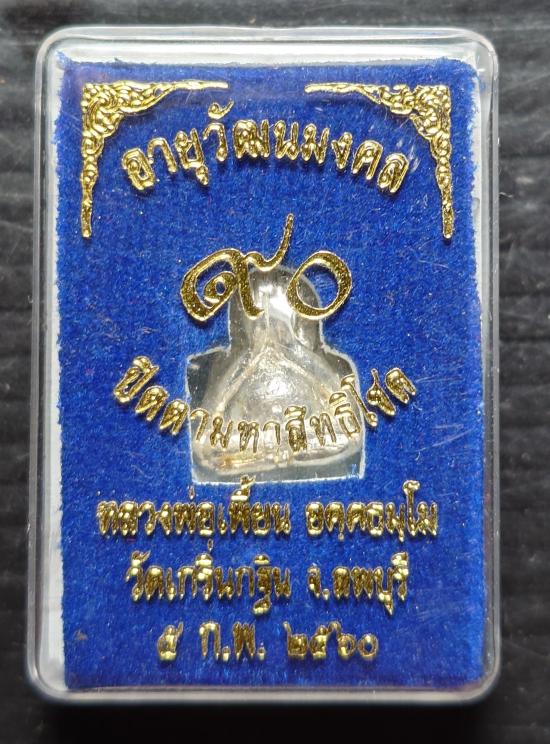 อายุวัฒนมงคล
๙๐
ปิดตามหาสิทธิโชค
หลวงพ่อเพี้ยน อคฺคธมฺโม
วัดเกริ่นกฐิน จ.ลพบุรี
๕ ก.พ. ๒๕๖๐